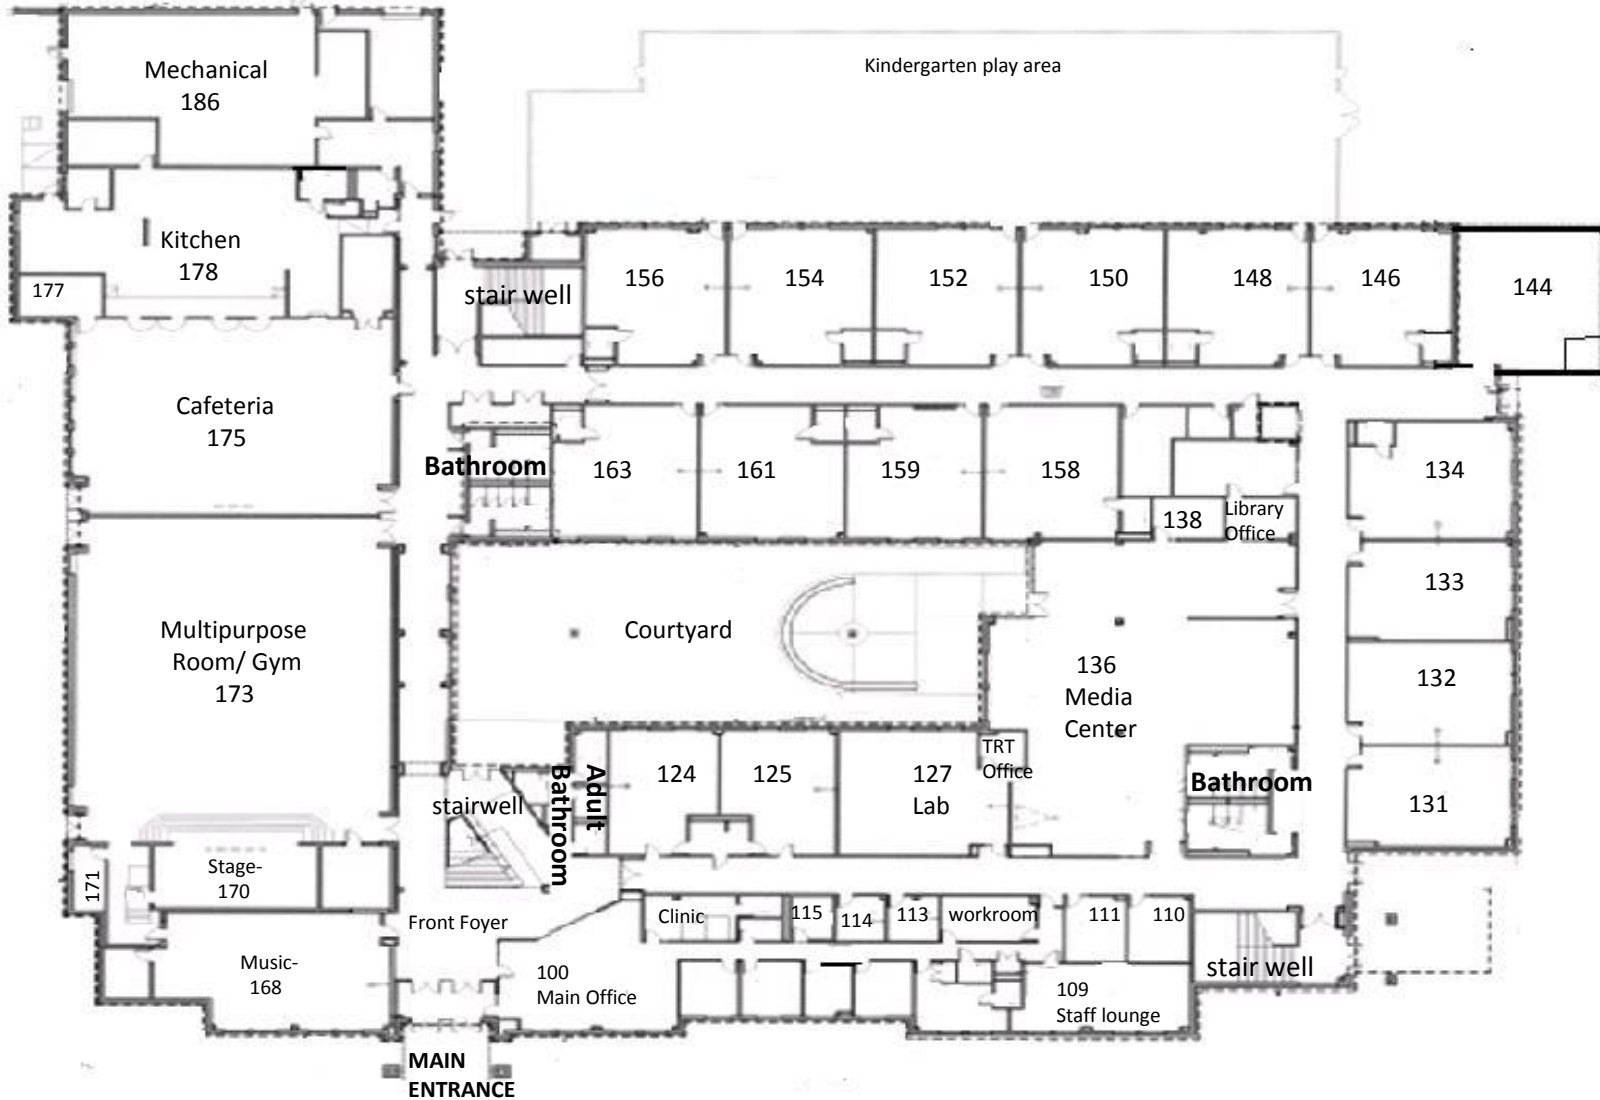 Kindergarten play area
Mechanical
186
Kitchen
178
177
stair well
156
154
152
150
148
146
144
Cafeteria
175
Bathroom
163
161
159
158
138
Library
Office
134
133
132
131
Multipurpose
Room/ Gym
173
Courtyard
136
Media
Center
TRT
Office
Bathroom
stairwell
Adult
Bathroom
124
125
127
Lab
171
Stage-
170
Front Foyer
Clinic
115
114
113
workroom
111
110
stair well
Music-
168
100
Main Office
109
Staff lounge
MAIN
ENTRANCE